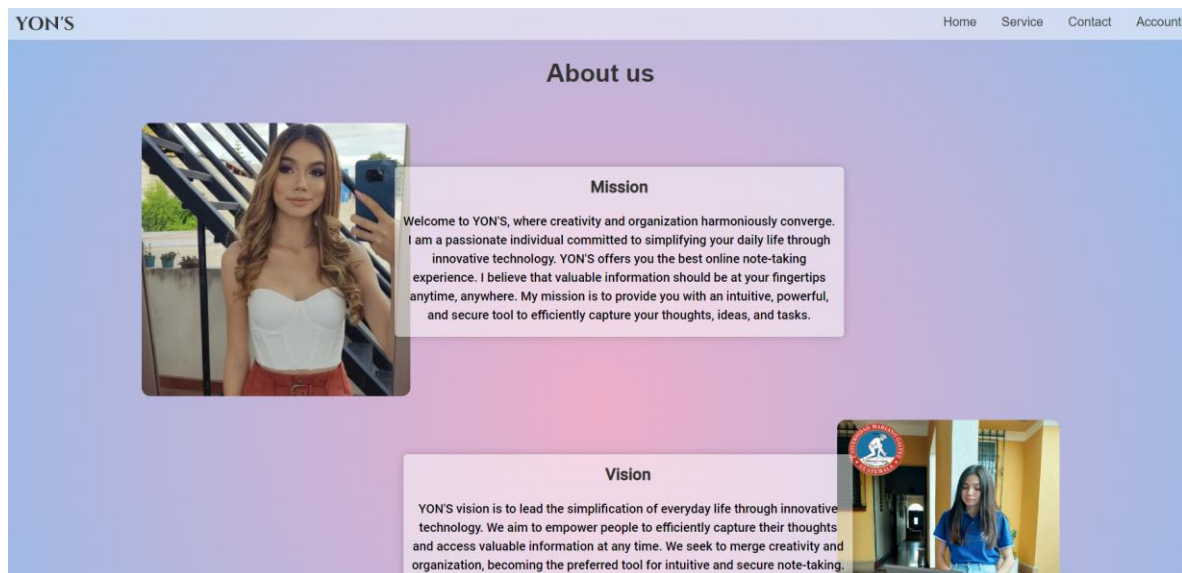 YON'S
Home Service Contact Account
About us
Mission
Welcome to YON'S, where creativity and organization harmoniously converge.
I am a passionate individual committed to simplifying your daily life through
innovative technology. YON'S offers you the best online note-taking
experience. I believe that valuable information should be at your fingertips
anytime, anywhere. My mission is to provide you with an intuitive, powerful,
and secure tool to efficiently capture your thoughts, ideas, and tasks.
UNIVERSIDAD MARIANO GALVEZ
GUATEMALA
Vision
YON'S vision is to lead the simplification of everyday life through innovative
technology. We aim to empower people to efficiently capture their thoughts
and access valuable information at any time. We seek to merge creativity and
organization, becoming the preferred tool for intuitive and secure note-taking.